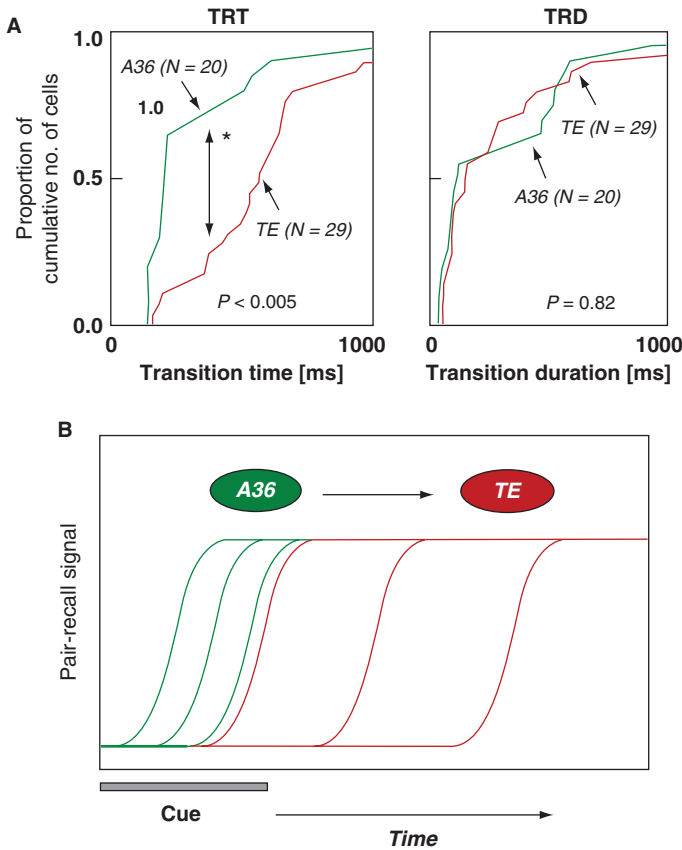 A
TRT
TRD
Proportion of
cumulative no. of cells
1.0
0.5
0.0
A36 (N = 20)
1.0
*
TE (N = 29)
P < 0.005
0
1000
Transition time [ms]
TE (N = 29)
A36 (N = 20)
P = 0.82
0
1000
Transition duration [ms]
B
Pair-recall signal
A36
TE
Cue
Time